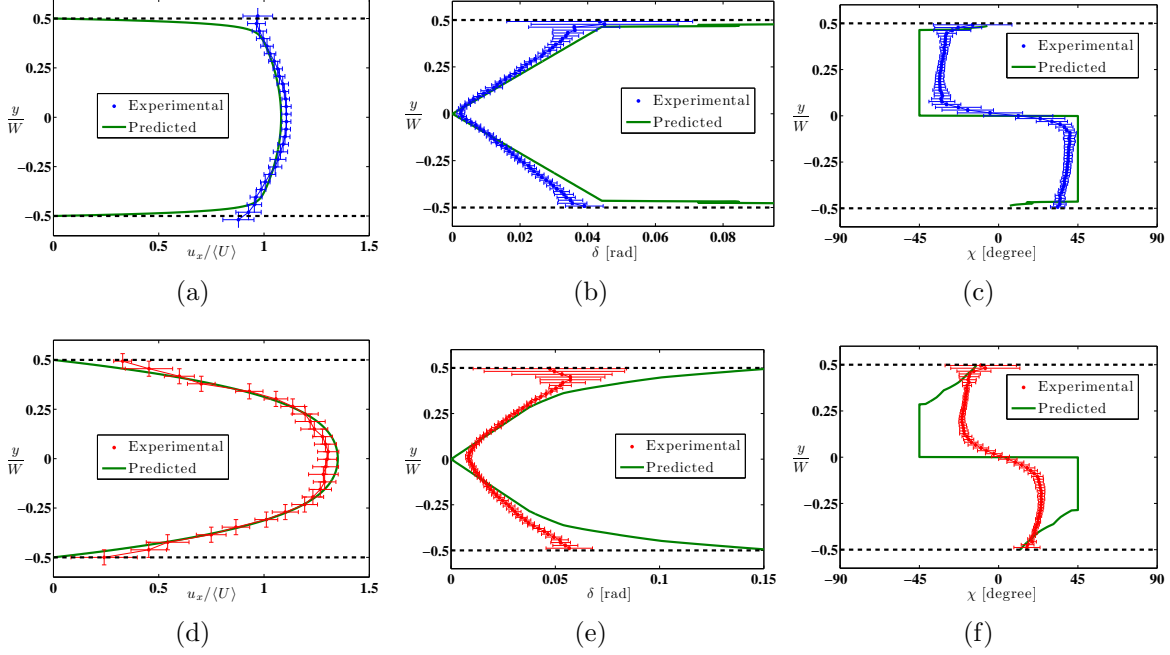 0.5
0.25
0
−0.25
−0.5
y/W
Experimental
Predicted
0 0.5 1 1.5
u_x/⟨U⟩
(a)
0.5
0.25
0
−0.25
−0.5
y/W
Experimental
Predicted
0 0.02 0.04 0.06 0.08
δ [rad]
(b)
0.5
0.25
0
−0.25
−0.5
y/W
Experimental
Predicted
−90 −45 0 45 90
χ [degree]
(c)
0.5
0.25
0
−0.25
−0.5
y/W
Experimental
Predicted
0 0.5 1 1.5
u_x/⟨U⟩
(d)
0.5
0.25
0
−0.25
−0.5
y/W
Experimental
Predicted
0 0.05 0.1 0.15
δ [rad]
(e)
0.5
0.25
0
−0.25
−0.5
y/W
Experimental
Predicted
−90 −45 0 45 90
χ [degree]
(f)